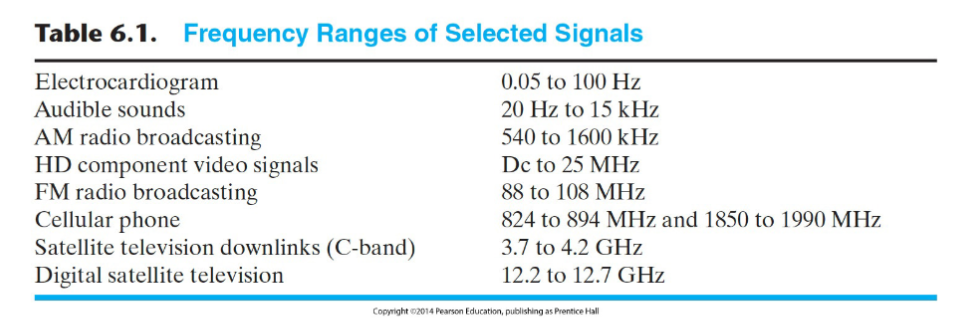 Table 6.1. Frequency Ranges of Selected Signals
Electrocardiogram 0.05 to 100 Hz
Audible sounds 20 Hz to 15 kHz
AM radio broadcasting 540 to 1600 kHz
HD component video signals Dc to 25 MHz
FM radio broadcasting 88 to 108 MHz
Cellular phone 824 to 894 MHz and 1850 to 1990 MHz
Satellite television downlinks (C-band) 3.7 to 4.2 GHz
Digital satellite television 12.2 to 12.7 GHz
Copyright ©2014 Pearson Education, publishing as Prentice Hall